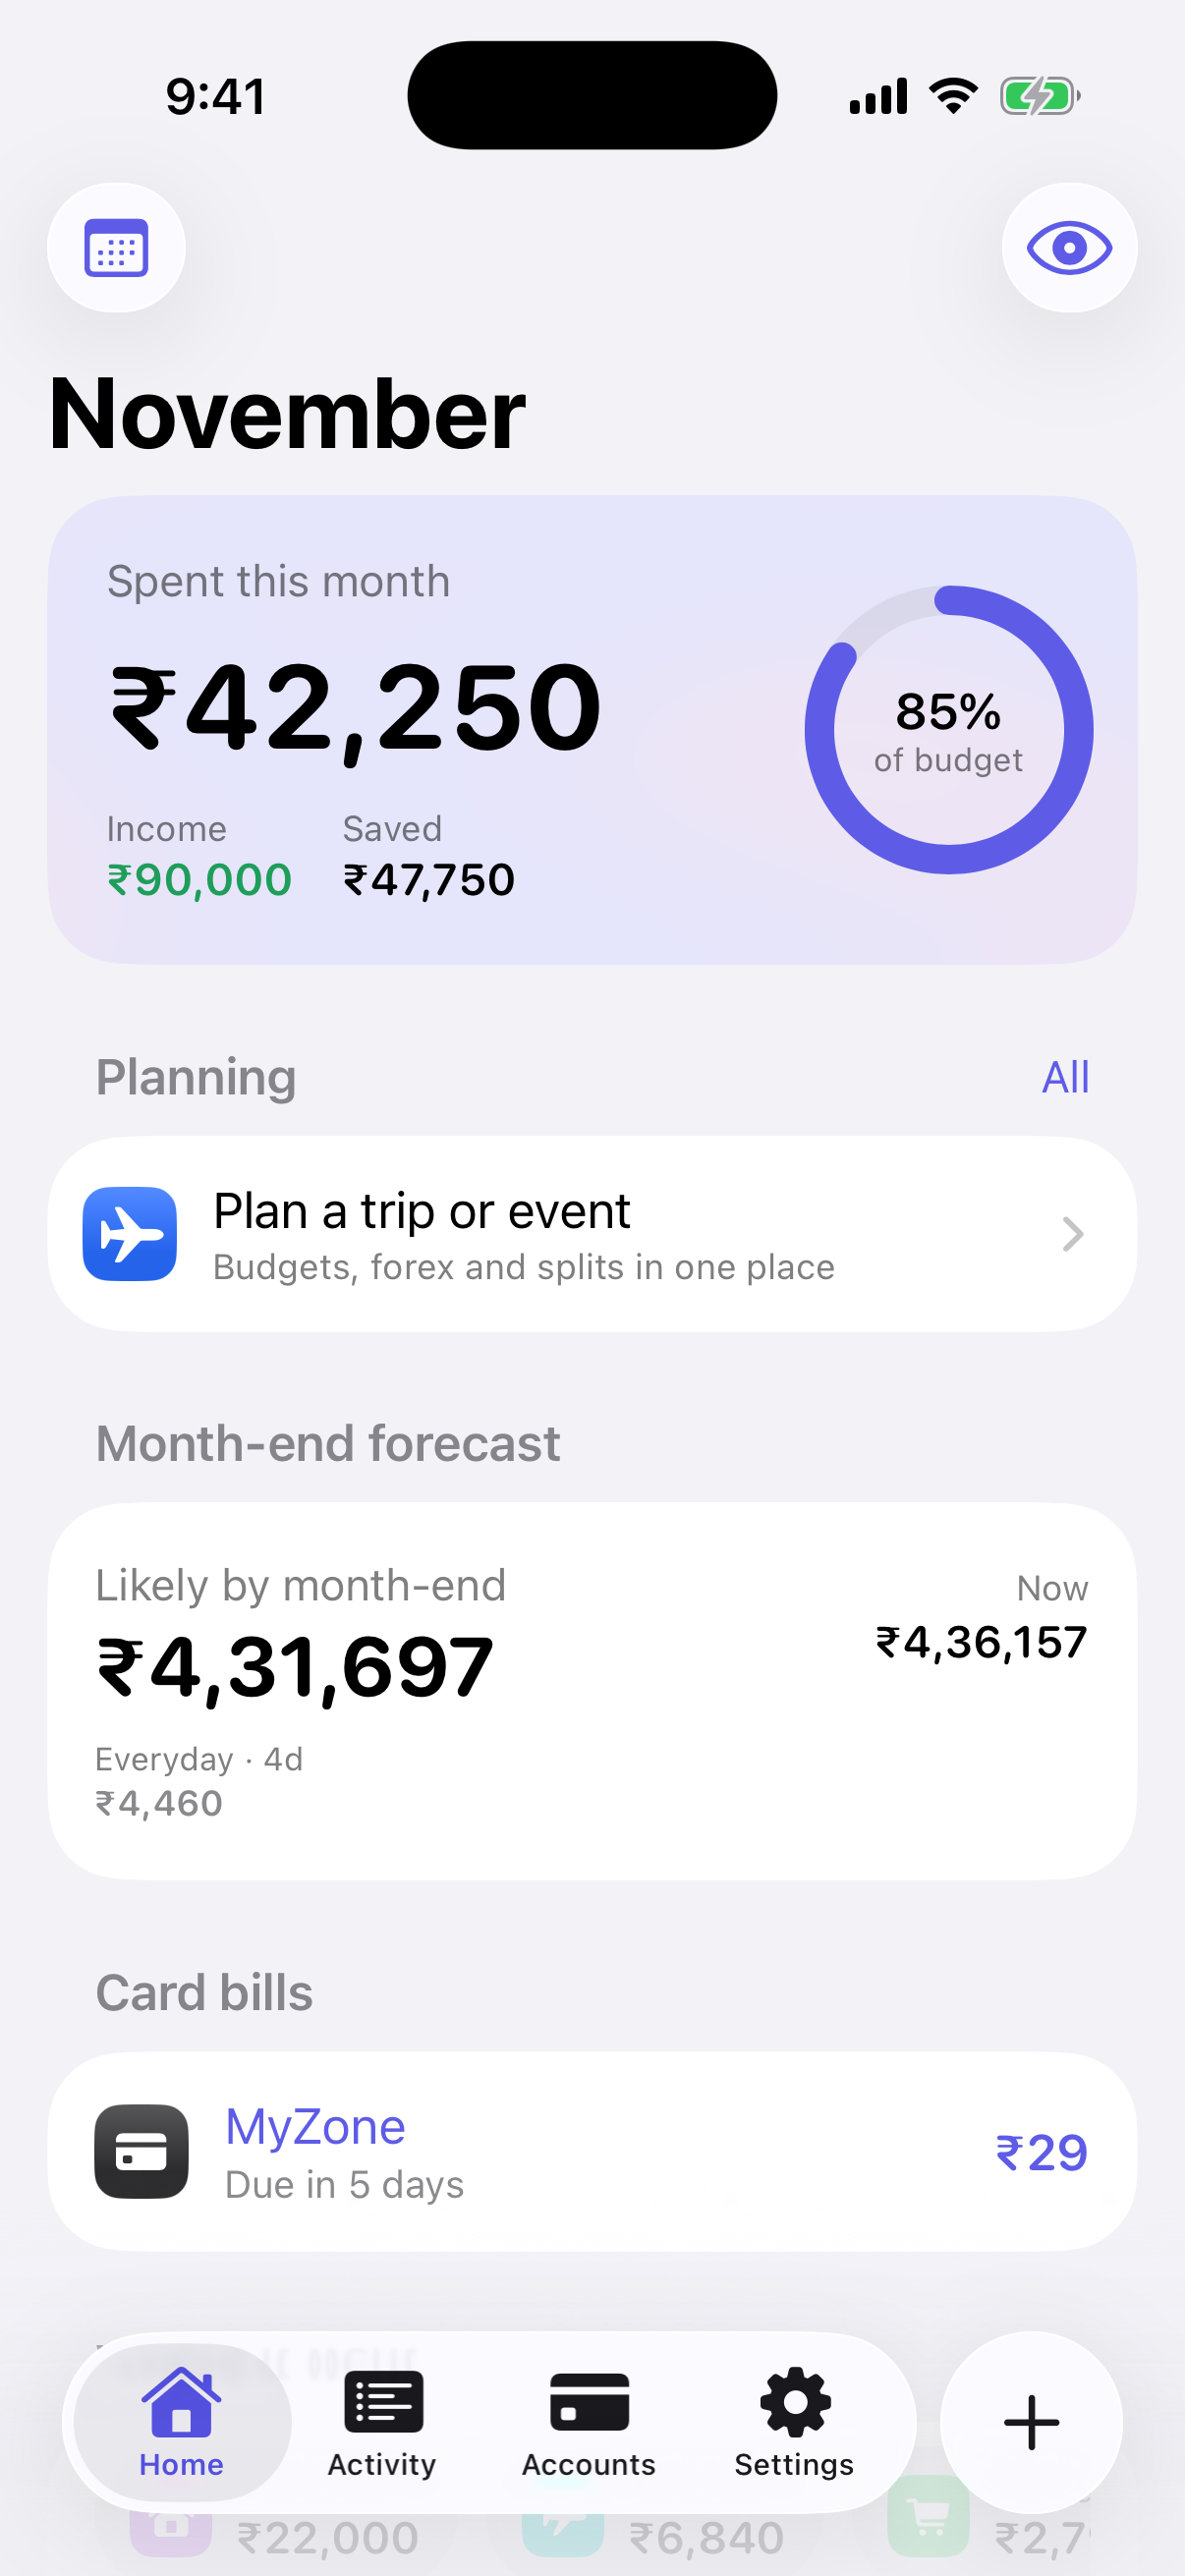 9:41
November
Spent this month
₹42,250
85%
of budget
Income
₹90,000
Saved
₹47,750
Planning
All
Plan a trip or event
Budgets, forex and splits in one place
Month-end forecast
Likely by month-end
₹4,31,697
Now
₹4,36,157
Everyday · 4d
₹4,460
Card bills
MyZone
Due in 5 days
₹29
Home
Activity
Accounts
Settings
₹22,000
₹6,840